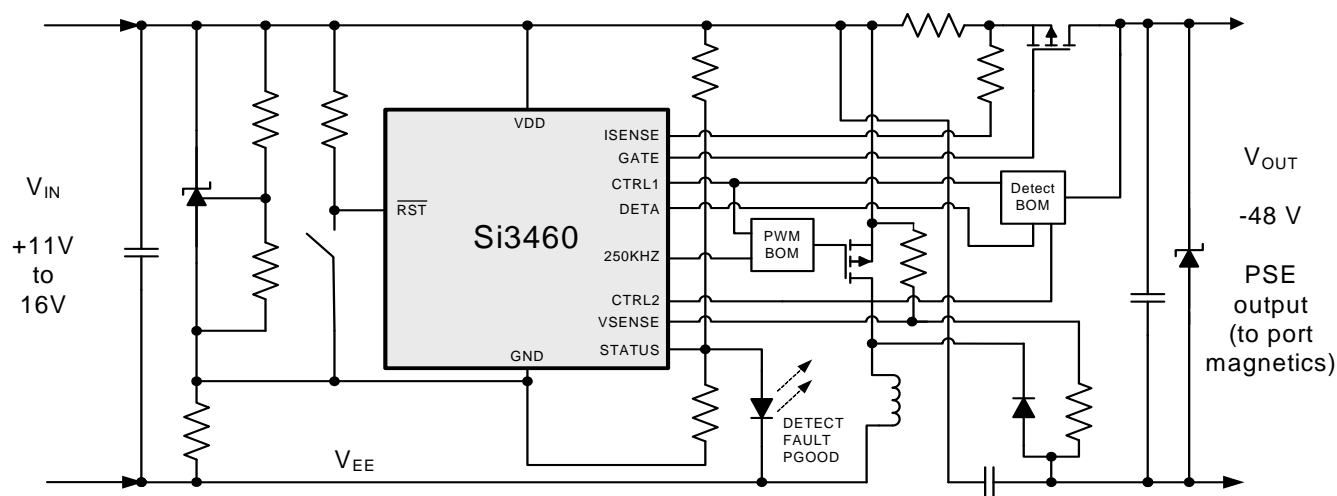 V_IN
+11V
to
16V
VDD
ISENSE
GATE
CTRL1
DETA
RST
Si3460
250KHZ
CTRL2
VSENSE
GND
STATUS
PWM
BOM
Detect
BOM
DETECT
FAULT
PGOOD
V_EE
V_OUT
-48 V
PSE
output
(to port
magnetics)